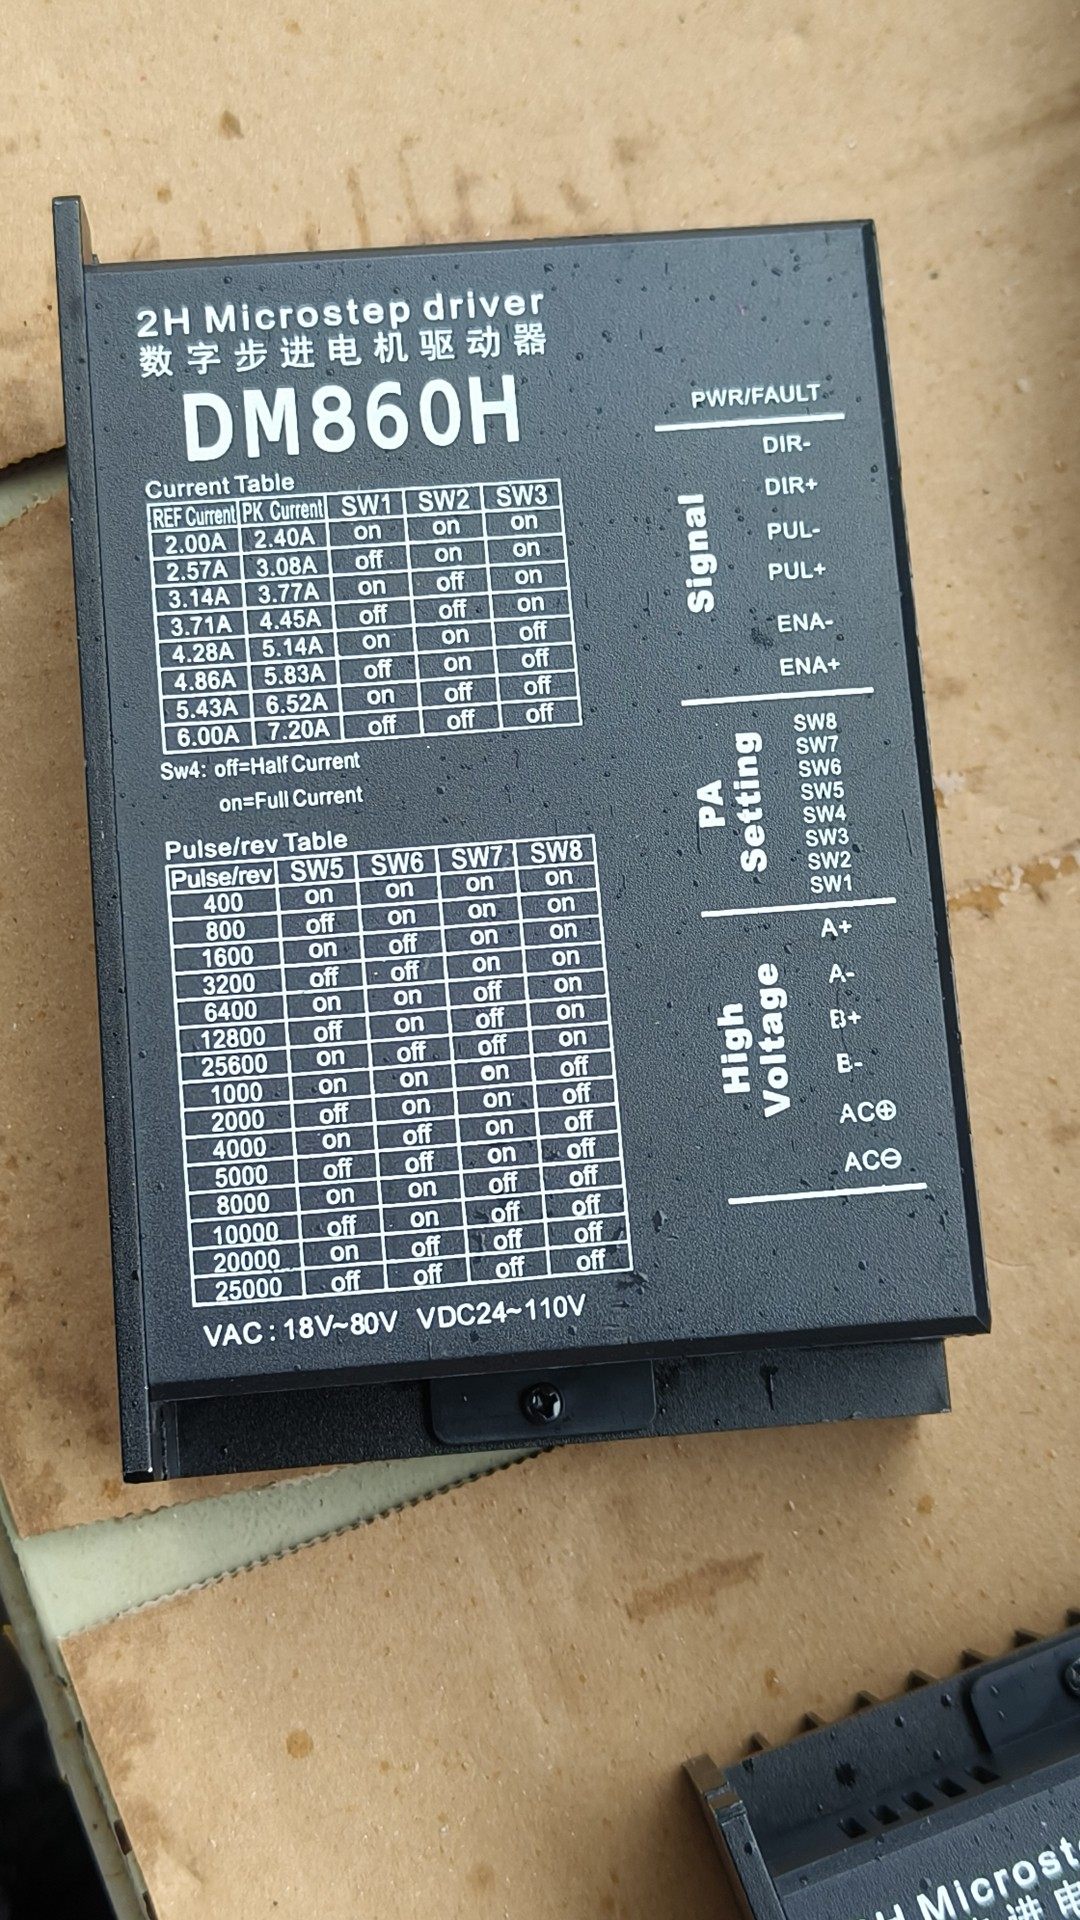 2H Microstep driver
数字步进电机驱动器
DM860H
Current Table
REF Current PK Current SW1 SW2 SW3
2.00A 2.40A on on on
2.57A 3.08A off on on
3.14A 3.77A on off on
3.71A 4.45A off off on
4.28A 5.14A on on off
4.86A 5.83A off on off
5.43A 6.52A on off off
6.00A 7.20A off off off
Sw4: off=Half Current
on=Full Current
Pulse/rev Table
Pulse/rev SW5 SW6 SW7 SW8
400 on on on on
800 off on on on
1600 on off on on
3200 off off on on
6400 on on off on
12800 off on off on
25600 on off off on
1000 on on on off
2000 off on on off
4000 on off on off
5000 off off on off
8000 on on off off
10000 off on off off
20000 on off off off
25000 off off off off
VAC: 18V~80V VDC24~110V
PWR/FAULT
Signal
DIR-
DIR+
PUL-
PUL+
ENA-
ENA+
PA
Setting
SW8
SW7
SW6
SW5
SW4
SW3
SW2
SW1
High
Voltage
A+
A-
B+
B-
AC⊕
AC⊖
H Microst
进电